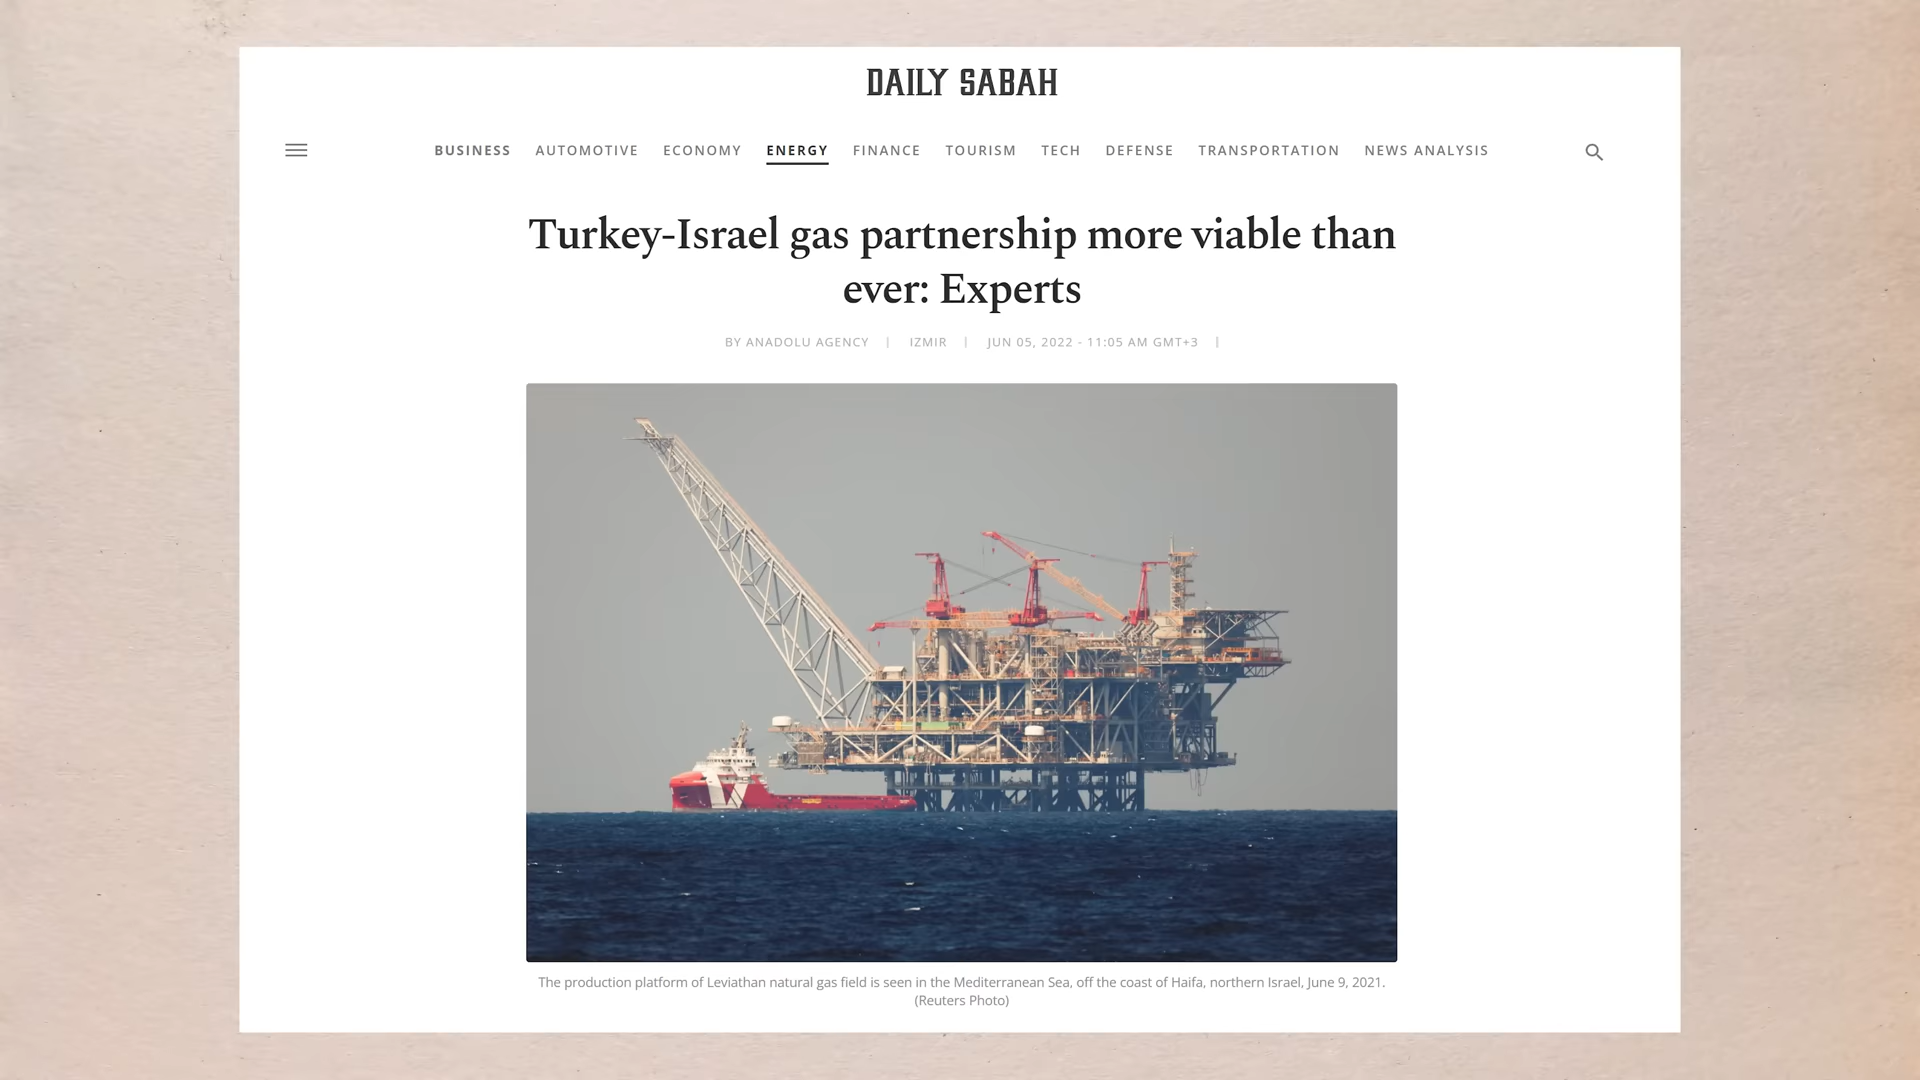 DAILY SABAH
BUSINESS AUTOMOTIVE ECONOMY ENERGY FINANCE TOURISM TECH DEFENSE TRANSPORTATION NEWS ANALYSIS
Turkey-Israel gas partnership more viable than
ever: Experts
BY ANADOLU AGENCY | IZMIR | JUN 05, 2022 - 11:05 AM GMT+3 |
The production platform of Leviathan natural gas field is seen in the Mediterranean Sea, off the coast of Haifa, northern Israel, June 9, 2021.
(Reuters Photo)